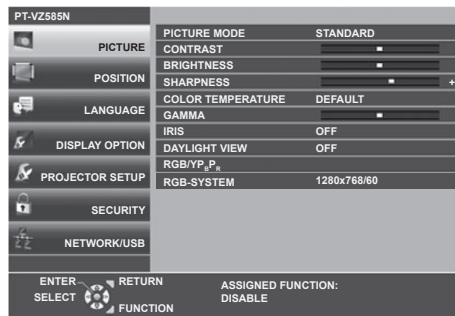 PT-VZ585N
PICTURE
POSITION
LANGUAGE
DISPLAY OPTION
PROJECTOR SETUP
SECURITY
NETWORK/USB
PICTURE MODE STANDARD
CONTRAST
BRIGHTNESS
SHARPNESS +
COLOR TEMPERATURE DEFAULT
GAMMA
IRIS OFF
DAYLIGHT VIEW OFF
RGB/YPBPR
RGB-SYSTEM 1280x768/60
ENTER RETURN
SELECT FUNCTION
ASSIGNED FUNCTION:
DISABLE